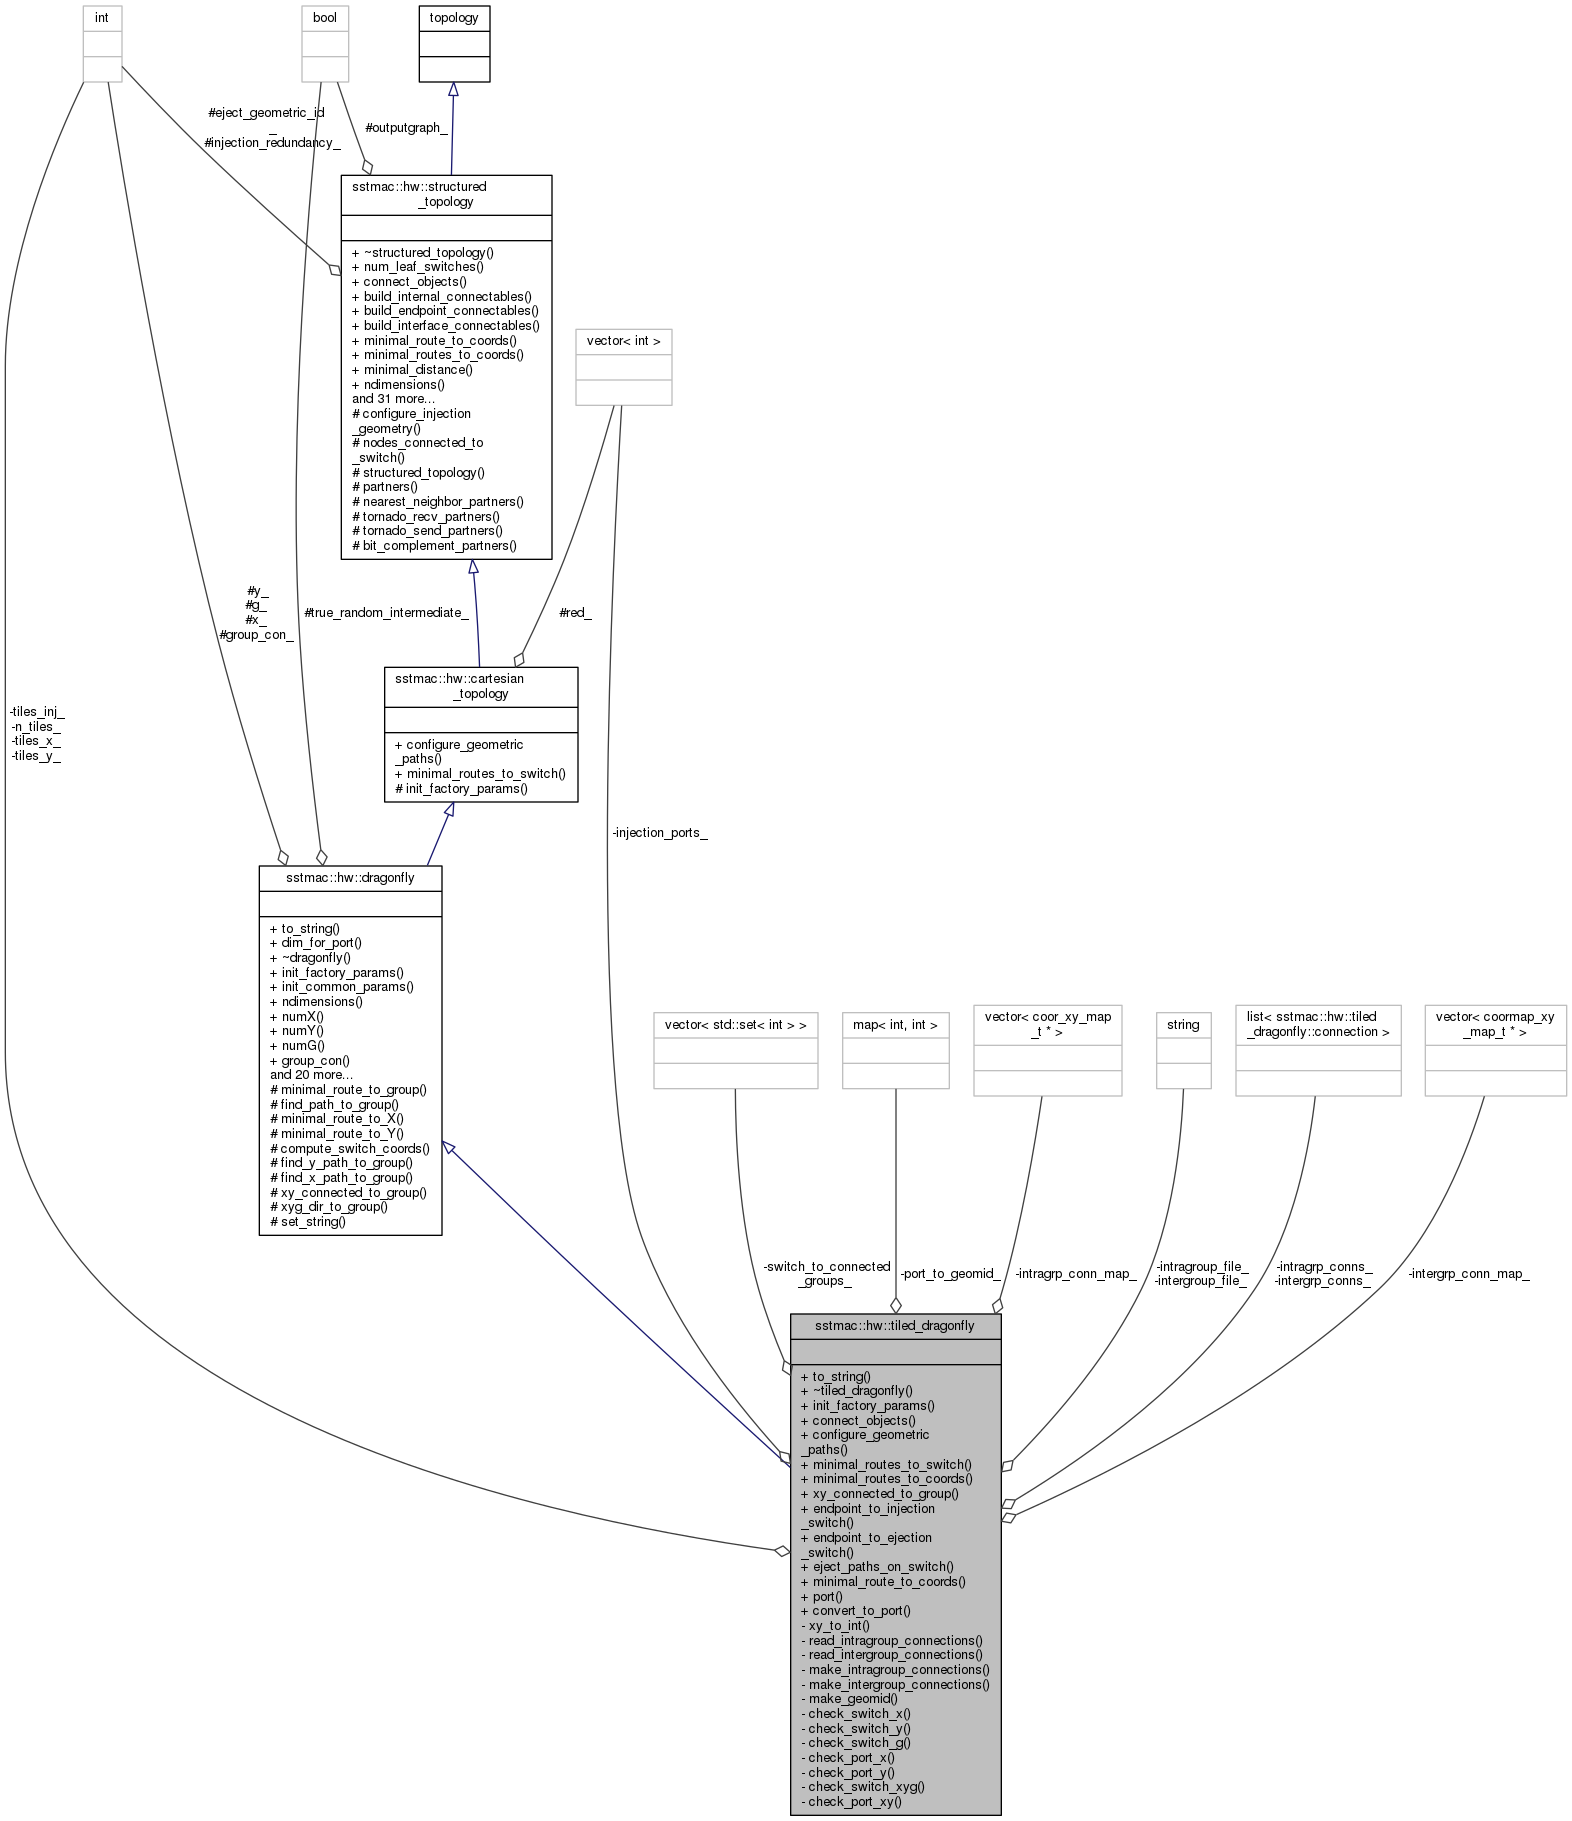 int
bool
topology
#eject_geometric_id
_
#injection_redundancy_
#outputgraph_
sstmac::hw::structured
_topology
+ ~structured_topology()
+ num_leaf_switches()
+ connect_objects()
+ build_internal_connectables()
+ build_endpoint_connectables()
+ build_interface_connectables()
+ minimal_route_to_coords()
+ minimal_routes_to_coords()
+ minimal_distance()
+ ndimensions()
and 31 more...
# configure_injection
_geometry()
# nodes_connected_to
_switch()
# structured_topology()
# partners()
# nearest_neighbor_partners()
# tornado_recv_partners()
# tornado_send_partners()
# bit_complement_partners()
vector< int >
#y_
#g_
#x_
#group_con_
#true_random_intermediate_
#red_
sstmac::hw::cartesian
_topology
+ configure_geometric
_paths()
+ minimal_routes_to_switch()
# init_factory_params()
-tiles_inj_
-n_tiles_
-tiles_x_
-tiles_y_
-injection_ports_
sstmac::hw::dragonfly
+ to_string()
+ dim_for_port()
+ ~dragonfly()
+ init_factory_params()
+ init_common_params()
+ ndimensions()
+ numX()
+ numY()
+ numG()
+ group_con()
and 20 more...
# minimal_route_to_group()
# find_path_to_group()
# minimal_route_to_X()
# minimal_route_to_Y()
# compute_switch_coords()
# find_y_path_to_group()
# find_x_path_to_group()
# xy_connected_to_group()
# xyg_dir_to_group()
# set_string()
vector< std::set< int > >
map< int, int >
vector< coor_xy_map
_t * >
string
list< sstmac::hw::tiled
_dragonfly::connection >
vector< coormap_xy
_map_t * >
-switch_to_connected
_groups_
-port_to_geomid_
-intragrp_conn_map_
-intragroup_file_
-intergroup_file_
-intragrp_conns_
-intergrp_conns_
-intergrp_conn_map_
sstmac::hw::tiled_dragonfly
+ to_string()
+ ~tiled_dragonfly()
+ init_factory_params()
+ connect_objects()
+ configure_geometric
_paths()
+ minimal_routes_to_switch()
+ minimal_routes_to_coords()
+ xy_connected_to_group()
+ endpoint_to_injection
_switch()
+ endpoint_to_ejection
_switch()
+ eject_paths_on_switch()
+ minimal_route_to_coords()
+ port()
+ convert_to_port()
- xy_to_int()
- read_intragroup_connections()
- read_intergroup_connections()
- make_intragroup_connections()
- make_intergroup_connections()
- make_geomid()
- check_switch_x()
- check_switch_y()
- check_switch_g()
- check_port_x()
- check_port_y()
- check_switch_xyg()
- check_port_xy()